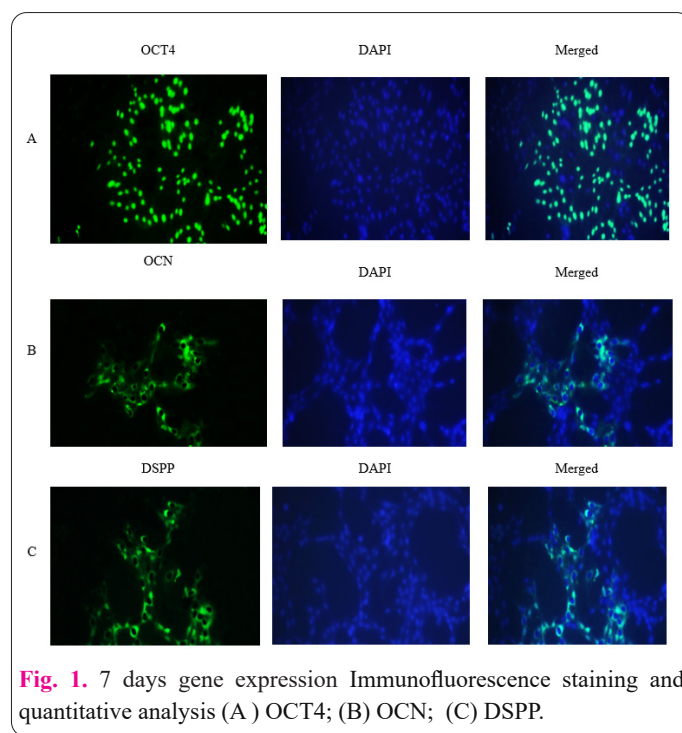 OCT4 DAPI Merged
A
OCN DAPI Merged
B
DSPP DAPI Merged
C
Fig. 1. 7 days gene expression Immunofluorescence staining and
quantitative analysis (A ) OCT4; (B) OCN; (C) DSPP.